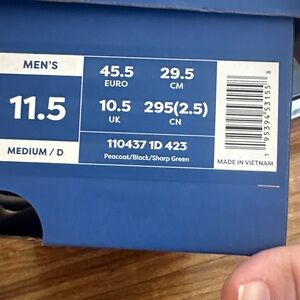 MEN'S
11.5
MEDIUM / D
45.5
EURO
29.5
CM
10.5
UK
295(2.5)
CN
110437 1D 423
Peacoat/Black/Sharp Green
MADE IN VIETNAM